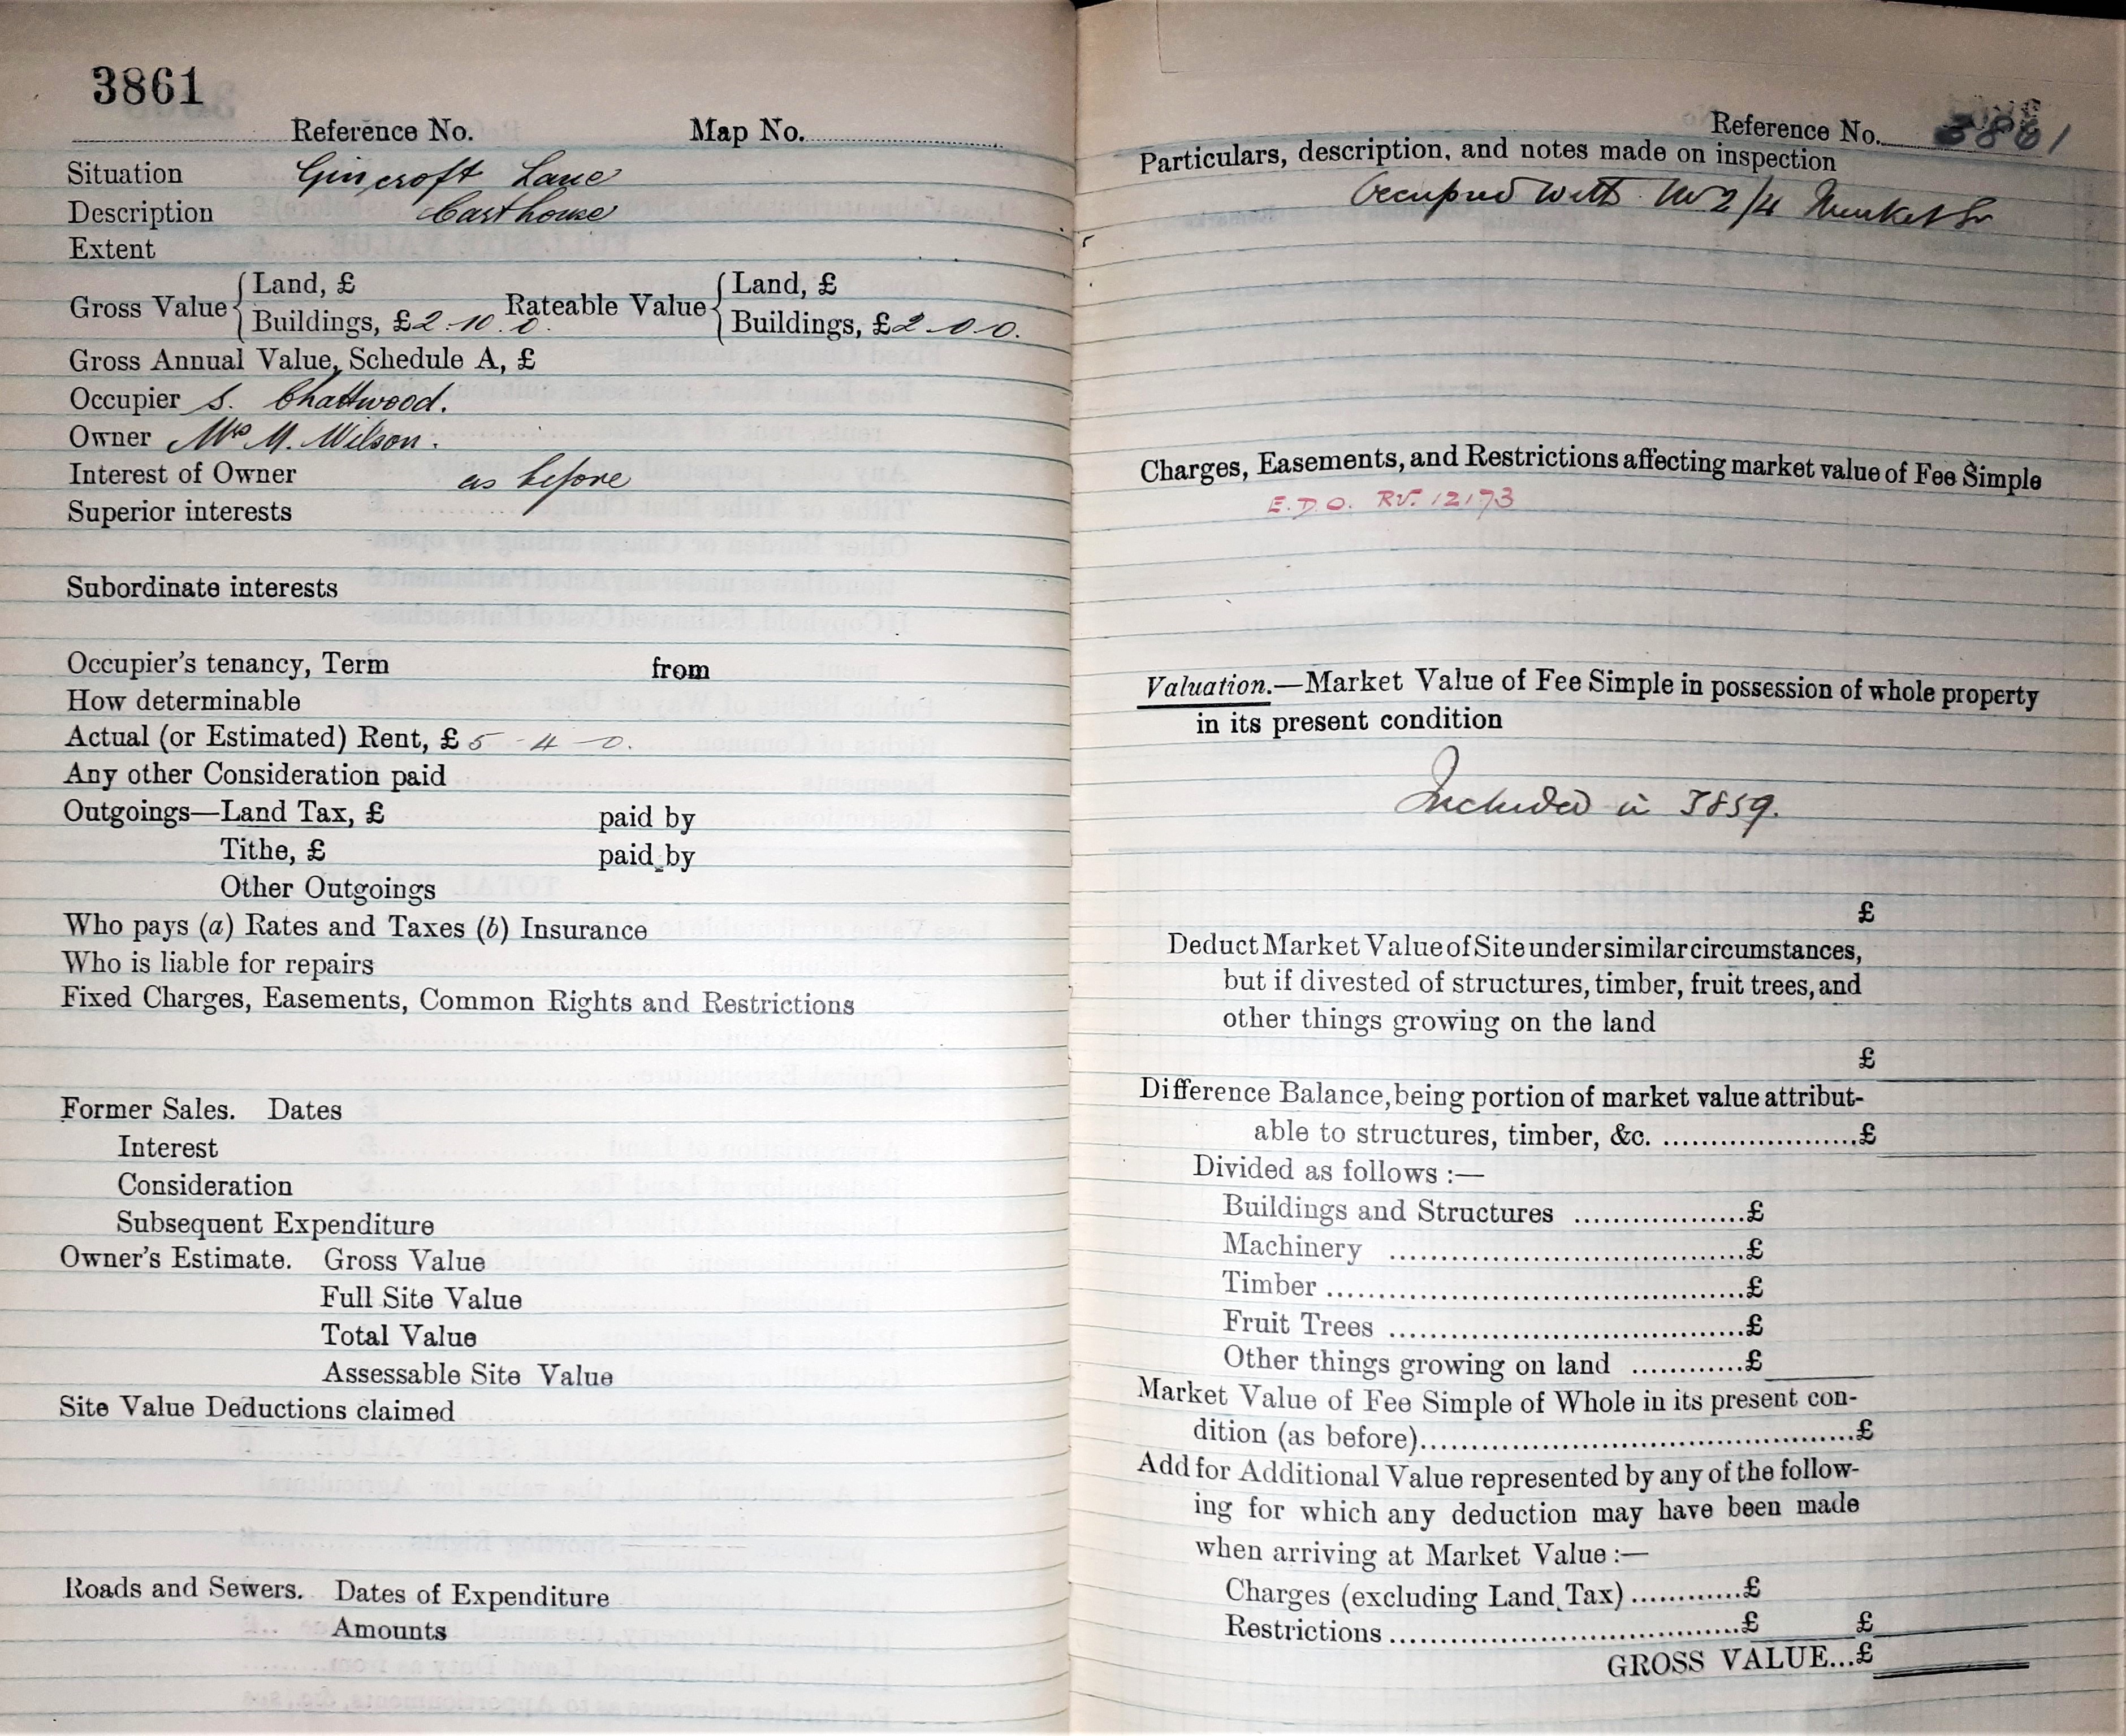 3861
Reference No. Map No.
Situation Gincroft Lane
Description Carthouse
Extent
Gross Value { Land, £
Buildings, £2.10.0. Rateable Value { Land, £
Buildings, £2-0-0.
Gross Annual Value, Schedule A, £
Occupier S. Chattwood.
Owner Mrs M. Wilson.
Interest of Owner as before
Superior interests
Subordinate interests
Occupier's tenancy, Term from
How determinable
Actual (or Estimated) Rent, £ 5-4-0.
Any other Consideration paid
Outgoings—Land Tax, £ paid by
Tithe, £ paid by
Other Outgoings
Who pays (a) Rates and Taxes (b) Insurance
Who is liable for repairs
Fixed Charges, Easements, Common Rights and Restrictions
Former Sales. Dates
Interest
Consideration
Subsequent Expenditure
Owner's Estimate. Gross Value
Full Site Value
Total Value
Assessable Site Value
Site Value Deductions claimed
Roads and Sewers. Dates of Expenditure
Amounts
Reference No. 3861
Particulars, description, and notes made on inspection
Occupied with No 2/4 Market St
Charges, Easements, and Restrictions affecting market value of Fee Simple
E.D.O. RV. 12173
Valuation.—Market Value of Fee Simple in possession of whole property
in its present condition
Included in 3859.
£
Deduct Market Value of Site under similar circumstances,
but if divested of structures, timber, fruit trees, and
other things growing on the land
£
Difference Balance, being portion of market value attribut-
able to structures, timber, &c. ......................£
Divided as follows :—
Buildings and Structures ..................£
Machinery .....................................£
Timber ............................................£
Fruit Trees .....................................£
Other things growing on land ...........£
Market Value of Fee Simple of Whole in its present con-
dition (as before)..............................................£
Add for Additional Value represented by any of the follow-
ing for which any deduction may have been made
when arriving at Market Value :—
Charges (excluding Land Tax) ............£
Restrictions .....................................£ £
GROSS VALUE...£